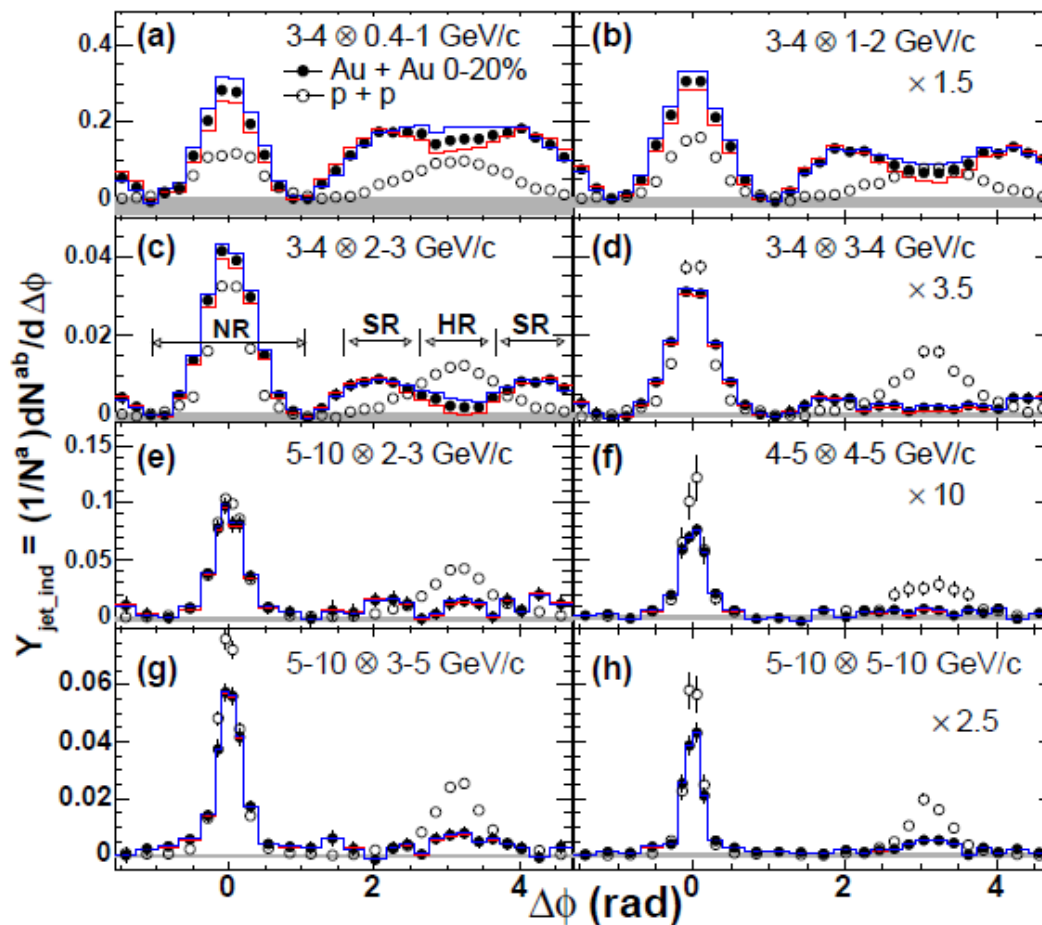 (a) 3-4 ⊗ 0.4-1 GeV/c
Au + Au 0-20%
p + p
(b) 3-4 ⊗ 1-2 GeV/c
× 1.5
0.4
0.2
0
(c) 3-4 ⊗ 2-3 GeV/c
NR
SR
HR
SR
(d) 3-4 ⊗ 3-4 GeV/c
× 3.5
0.04
0.02
0
(e) 5-10 ⊗ 2-3 GeV/c
(f) 4-5 ⊗ 4-5 GeV/c
× 10
0.15
0.1
0.05
0
(g) 5-10 ⊗ 3-5 GeV/c
(h) 5-10 ⊗ 5-10 GeV/c
× 2.5
0.06
0.04
0.02
0
0 2 4
0 2 4
Δϕ (rad)
Y jet_ind = (1/Nᵃ)dNᵃᵇ/d Δϕ